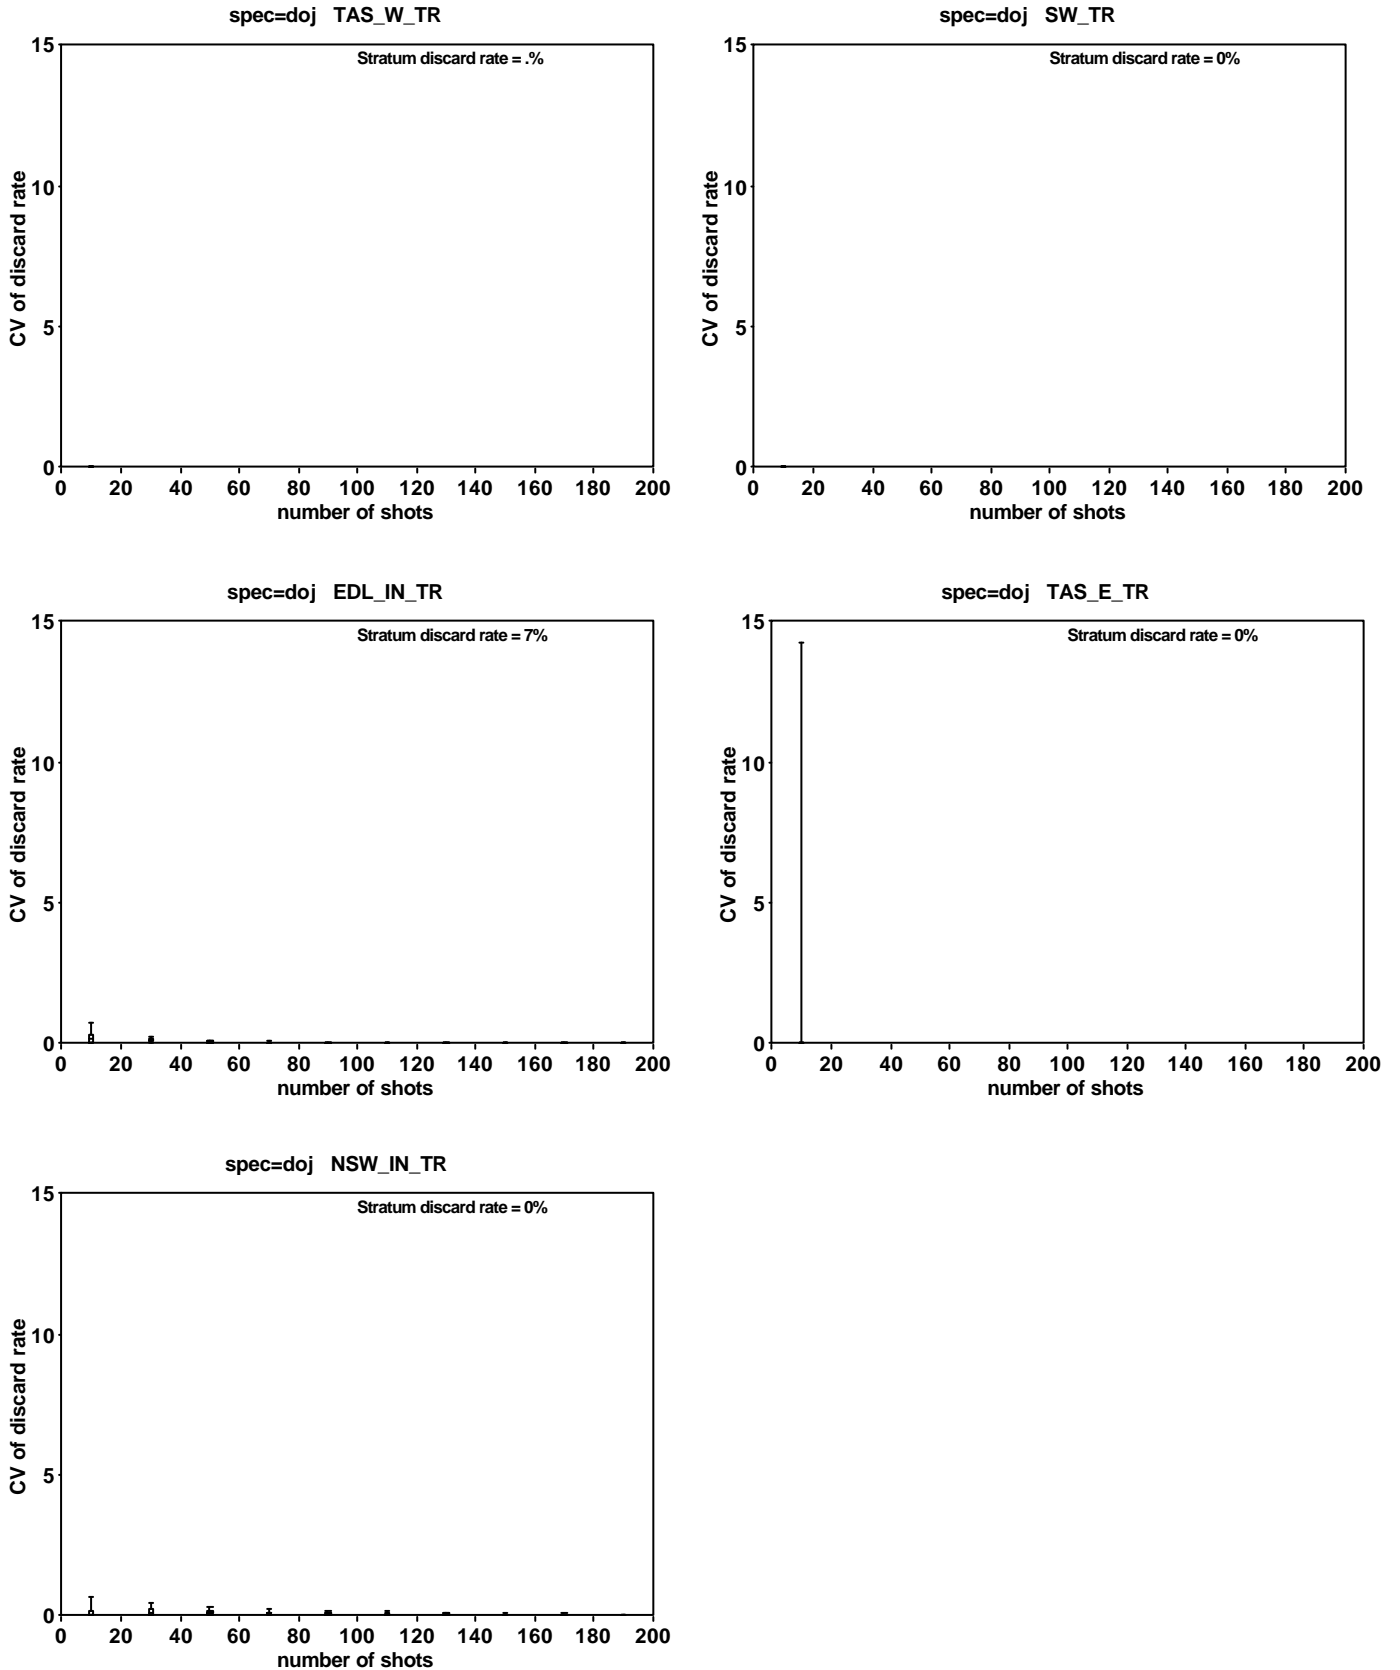 spec=doj TAS_W_TR
Stratum discard rate = .%
CV of discard rate
15
10
5
0
0 20 40 60 80 100 120 140 160 180 200
number of shots
spec=doj SW_TR
Stratum discard rate = 0%
CV of discard rate
15
10
5
0
0 20 40 60 80 100 120 140 160 180 200
number of shots
spec=doj EDL_IN_TR
Stratum discard rate = 7%
CV of discard rate
15
10
5
0
0 20 40 60 80 100 120 140 160 180 200
number of shots
spec=doj TAS_E_TR
Stratum discard rate = 0%
CV of discard rate
15
10
5
0
0 20 40 60 80 100 120 140 160 180 200
number of shots
spec=doj NSW_IN_TR
Stratum discard rate = 0%
CV of discard rate
15
10
5
0
0 20 40 60 80 100 120 140 160 180 200
number of shots